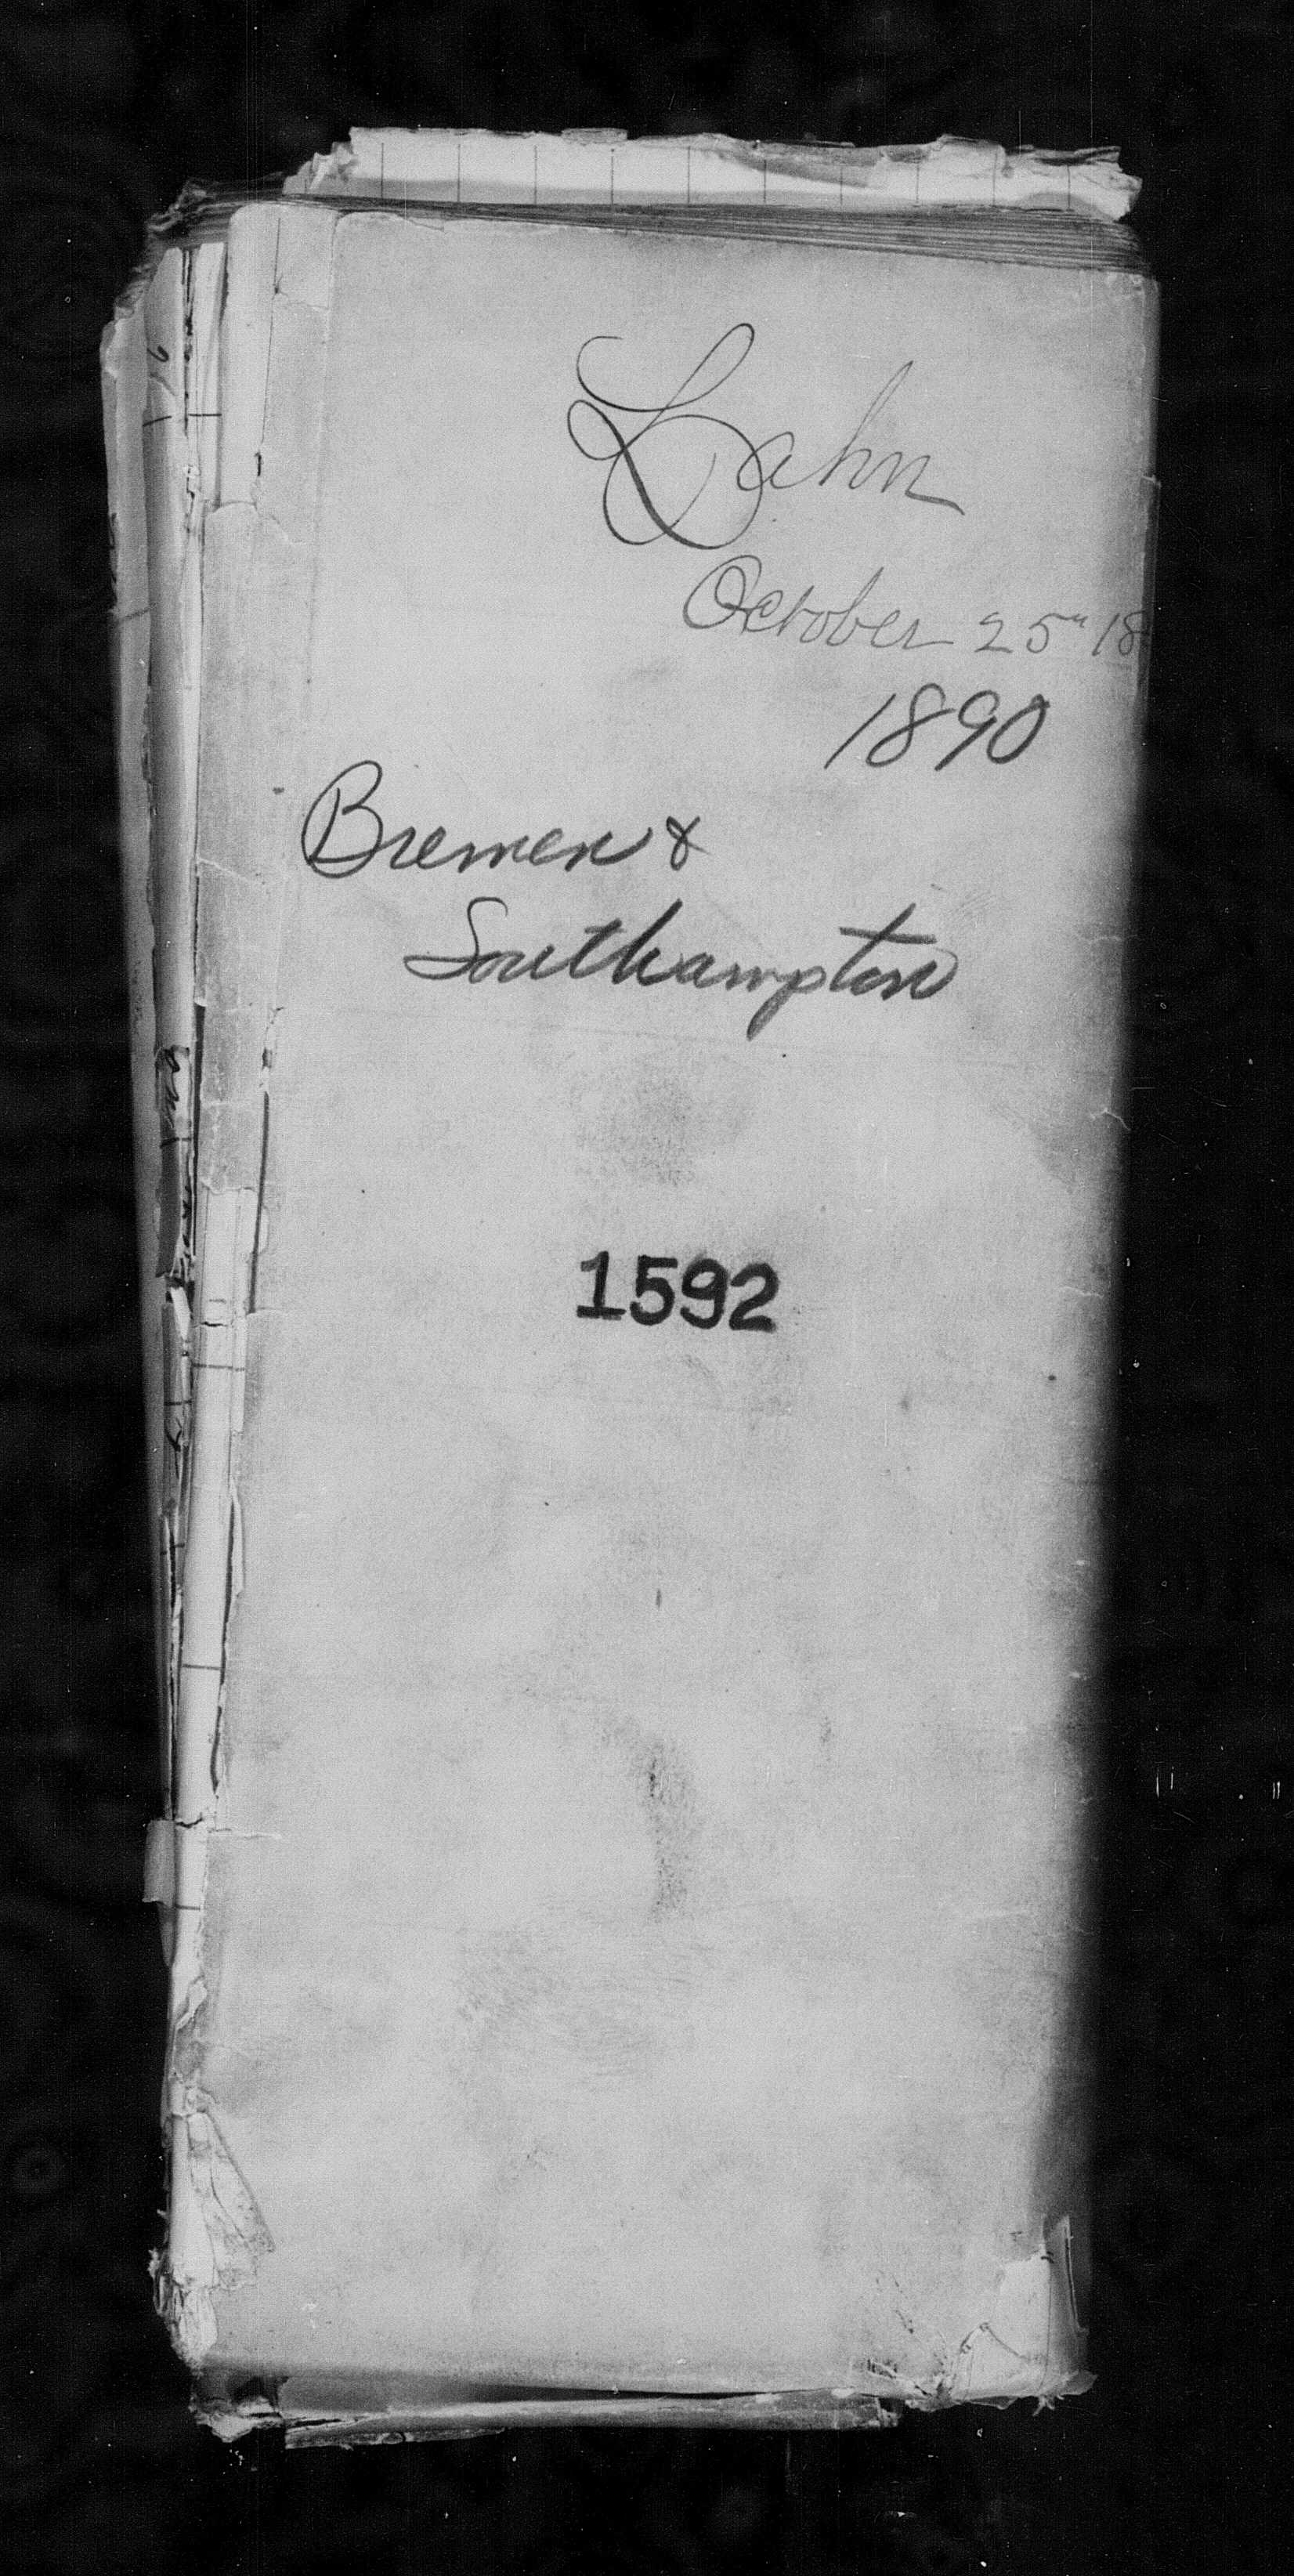 Lahn
October 25" 18
1890
Bremen &
Southampton
1592